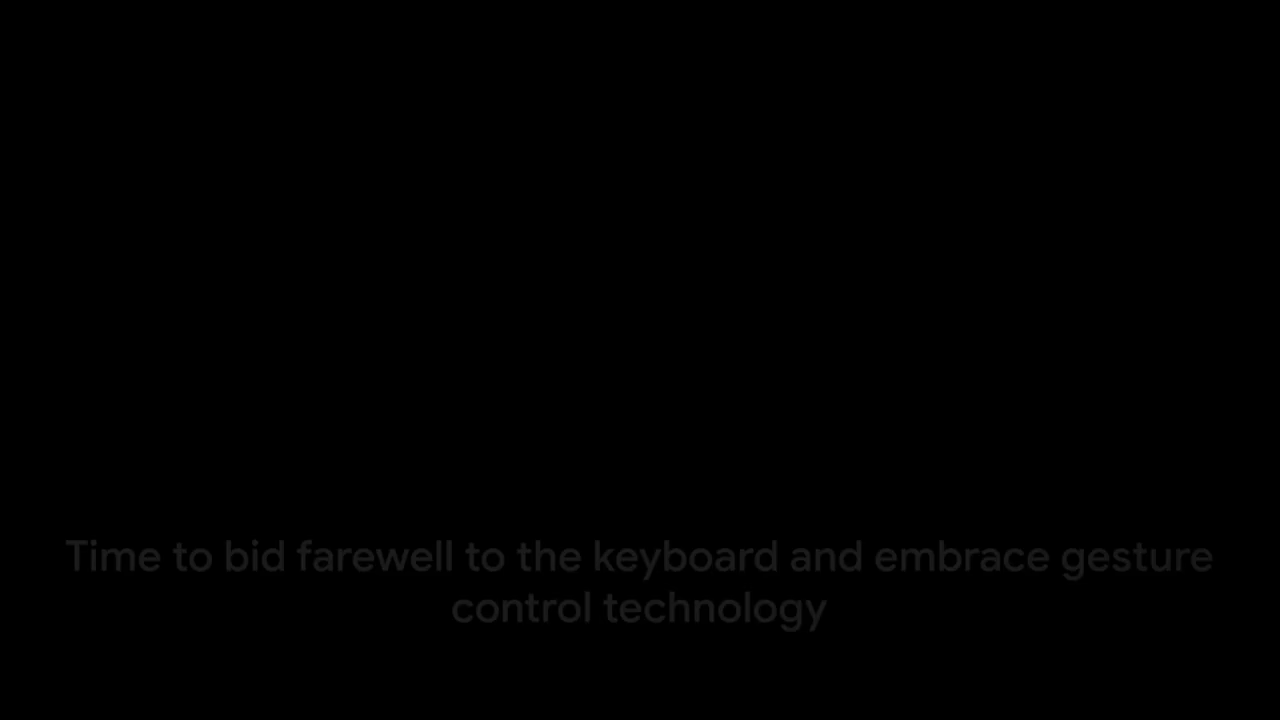 Time to bid farewell to the keyboard and embrace gesture
control technology